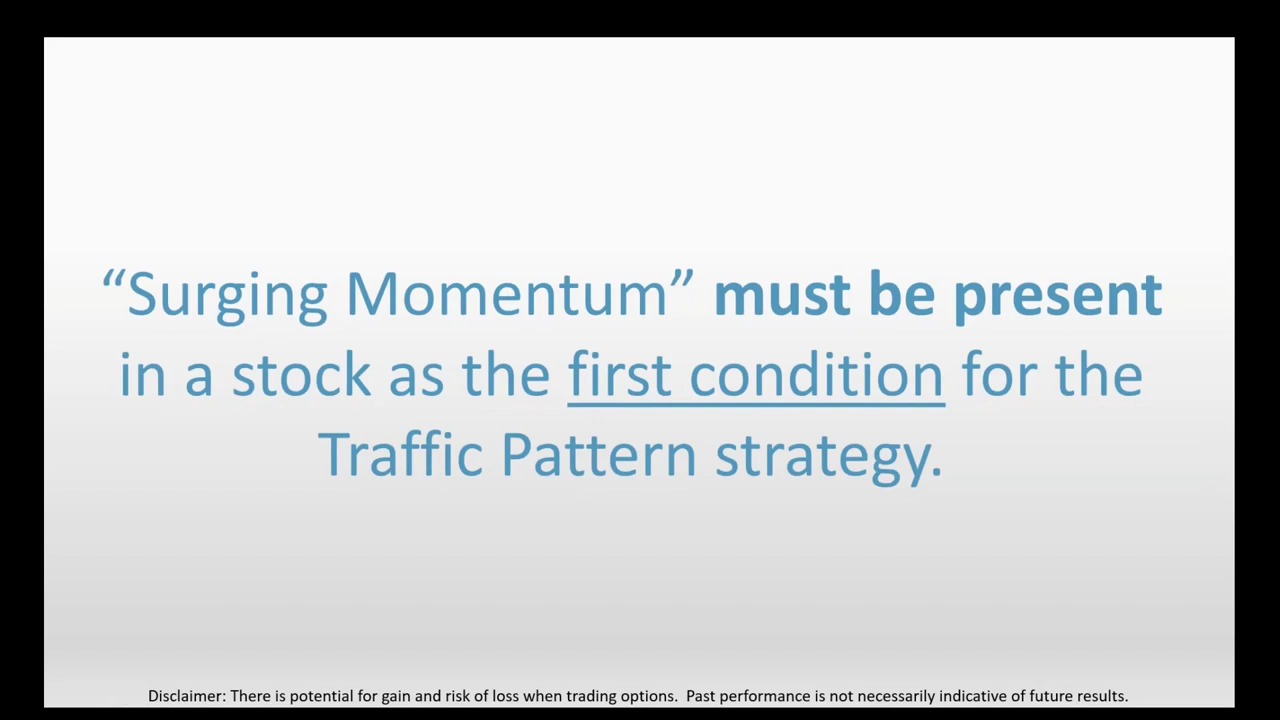 “Surging Momentum” must be present
in a stock as the first condition for the
Traffic Pattern strategy.
Disclaimer: There is potential for gain and risk of loss when trading options.  Past performance is not necessarily indicative of future results.